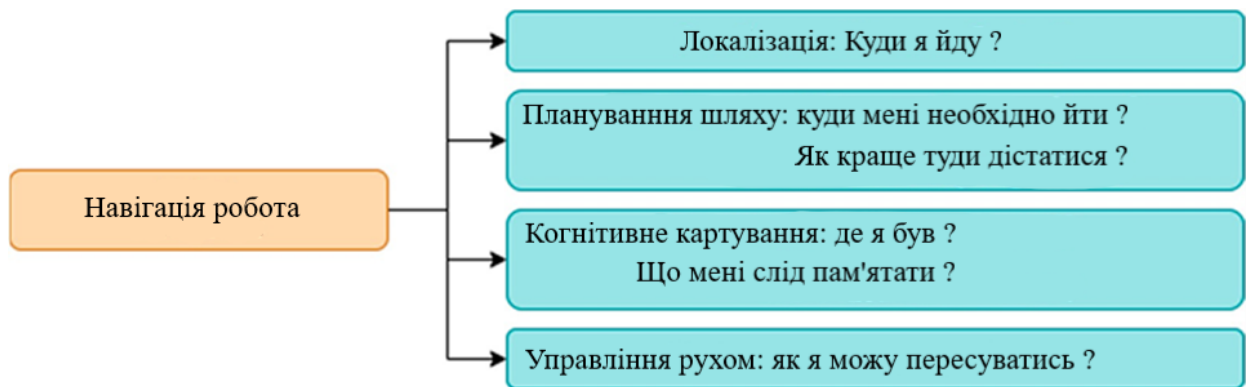 Навігація робота
Локалізація: Куди я йду ?
Плануванння шляху: куди мені необхідно йти ?
Як краще туди дістатися ?
Когнітивне картування: де я був ?
Що мені слід пам'ятати ?
Управління рухом: як я можу пересуватись ?